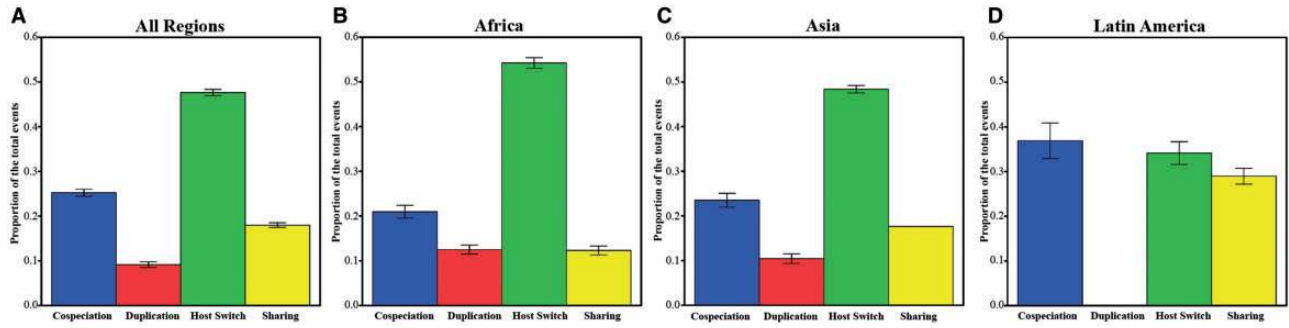 A
All Regions
Proportion of the total events
0.6
0.5
0.4
0.3
0.2
0.1
0.0
Cospeciation Duplication Host Switch Sharing
B
Africa
Proportion of the total events
0.6
0.5
0.4
0.3
0.2
0.1
0.0
Cospeciation Duplication Host Switch Sharing
C
Asia
Proportion of the total events
0.6
0.5
0.4
0.3
0.2
0.1
0.0
Cospeciation Duplication Host Switch Sharing
D
Latin America
Proportion of the total events
0.6
0.5
0.4
0.3
0.2
0.1
0.0
Cospeciation Duplication Host Switch Sharing